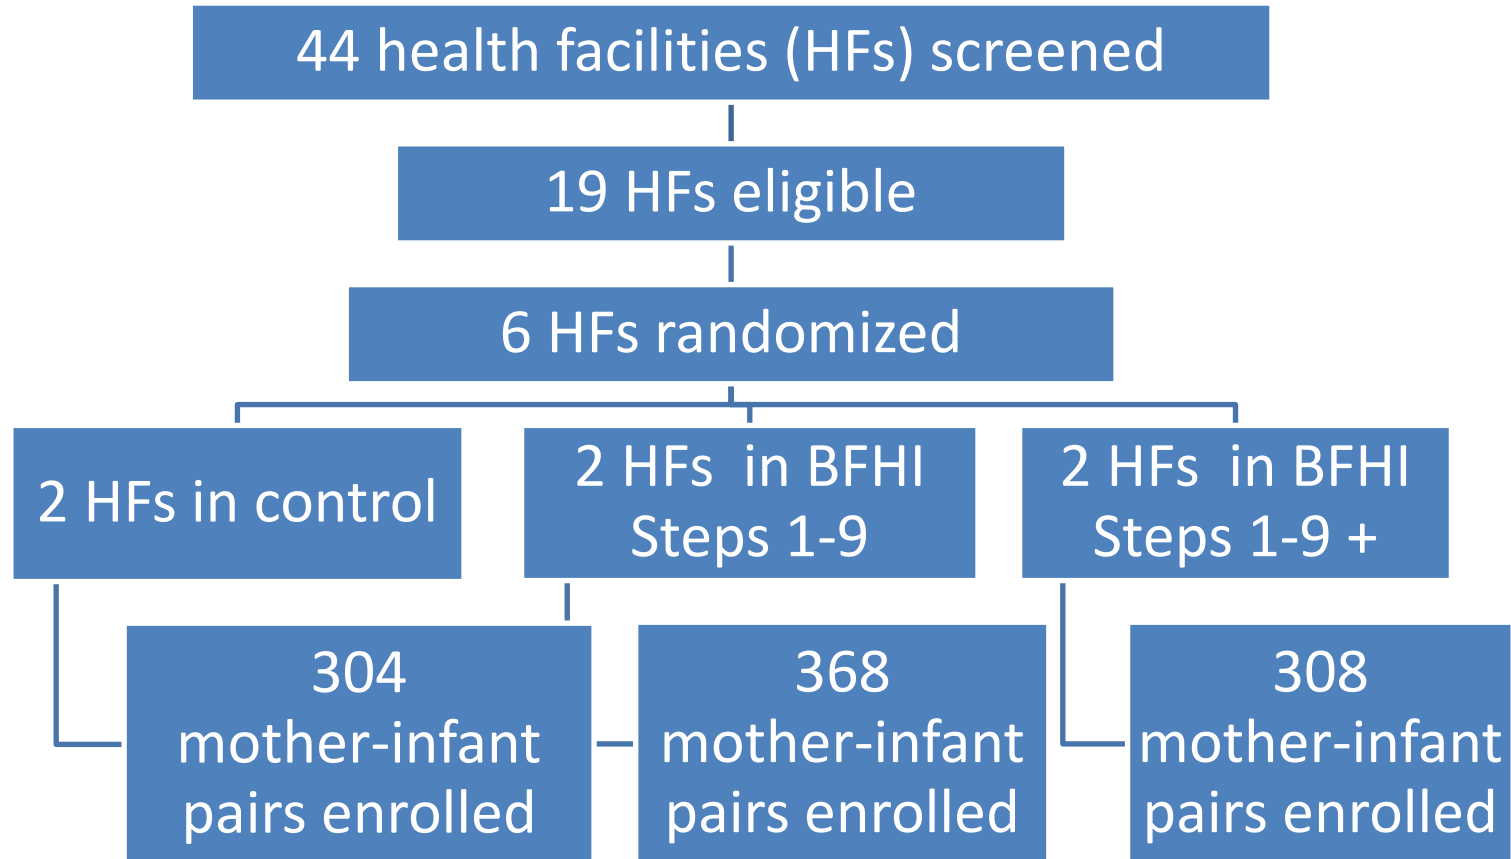 44 health facilities (HFs) screened
19 HFs eligible
6 HFs randomized
2 HFs in control
2 HFs  in BFHI
Steps 1-9
2 HFs  in BFHI
Steps 1-9 +
304
mother-infant
pairs enrolled
368
mother-infant
pairs enrolled
308
mother-infant
pairs enrolled